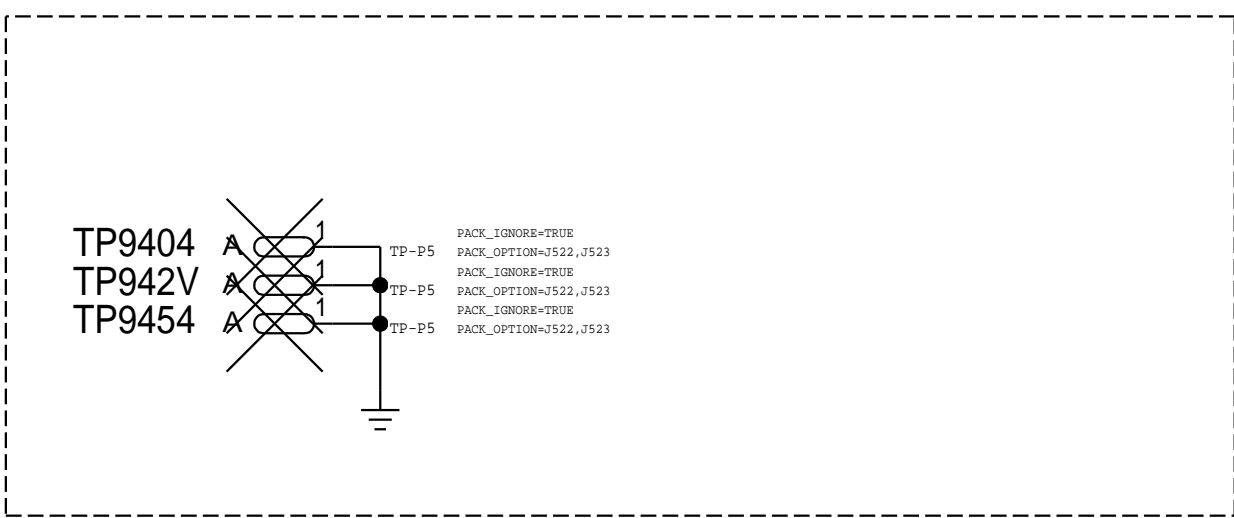 PACK_IGNORE=TRUE
TP9404 A 1 TP-P5 PACK_OPTION=J522,J523
PACK_IGNORE=TRUE
TP942V A 1 TP-P5 PACK_OPTION=J522,J523
PACK_IGNORE=TRUE
TP9454 A 1 TP-P5 PACK_OPTION=J522,J523